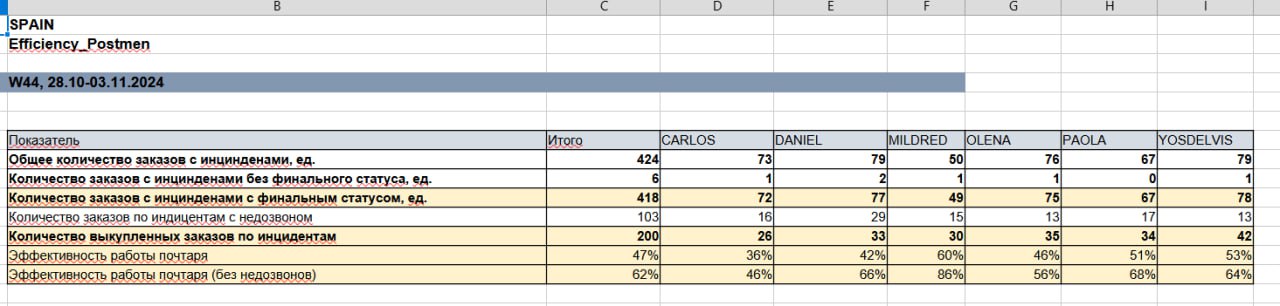 B C D E F G H I
SPAIN
Efficiency_Postmen
W44, 28.10-03.11.2024
Показатель Итого CARLOS DANIEL MILDRED OLENA PAOLA YOSDELVIS
Общее количество заказов с инцинденами, ед. 424 73 79 50 76 67 79
Количество заказов с инцинденами без финального статуса, ед. 6 1 2 1 1 0 1
Количество заказов с инцинденами с финальным статусом, ед. 418 72 77 49 75 67 78
Количество заказов по индицентам с недозвоном 103 16 29 15 13 17 13
Количество выкупленных заказов по инцидентам 200 26 33 30 35 34 42
Эффективность работы почтаря 47% 36% 42% 60% 46% 51% 53%
Эффективность работы почтаря (без недозвонов) 62% 46% 66% 86% 56% 68% 64%